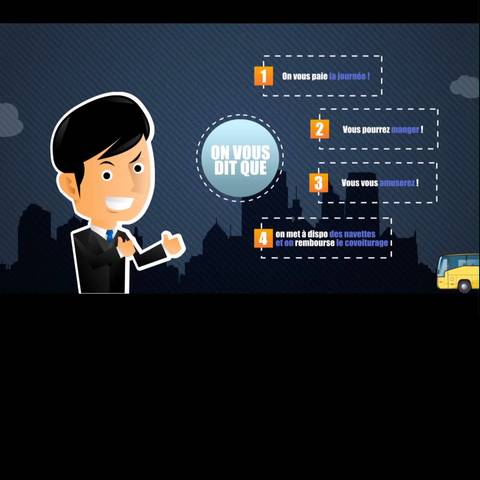 ON VOUS
DIT QUE
1
On vous paie la journée !
2
Vous pourrez manger !
3
Vous vous amuserez !
4
on met à dispo des navettes
et on rembourse le covoiturage